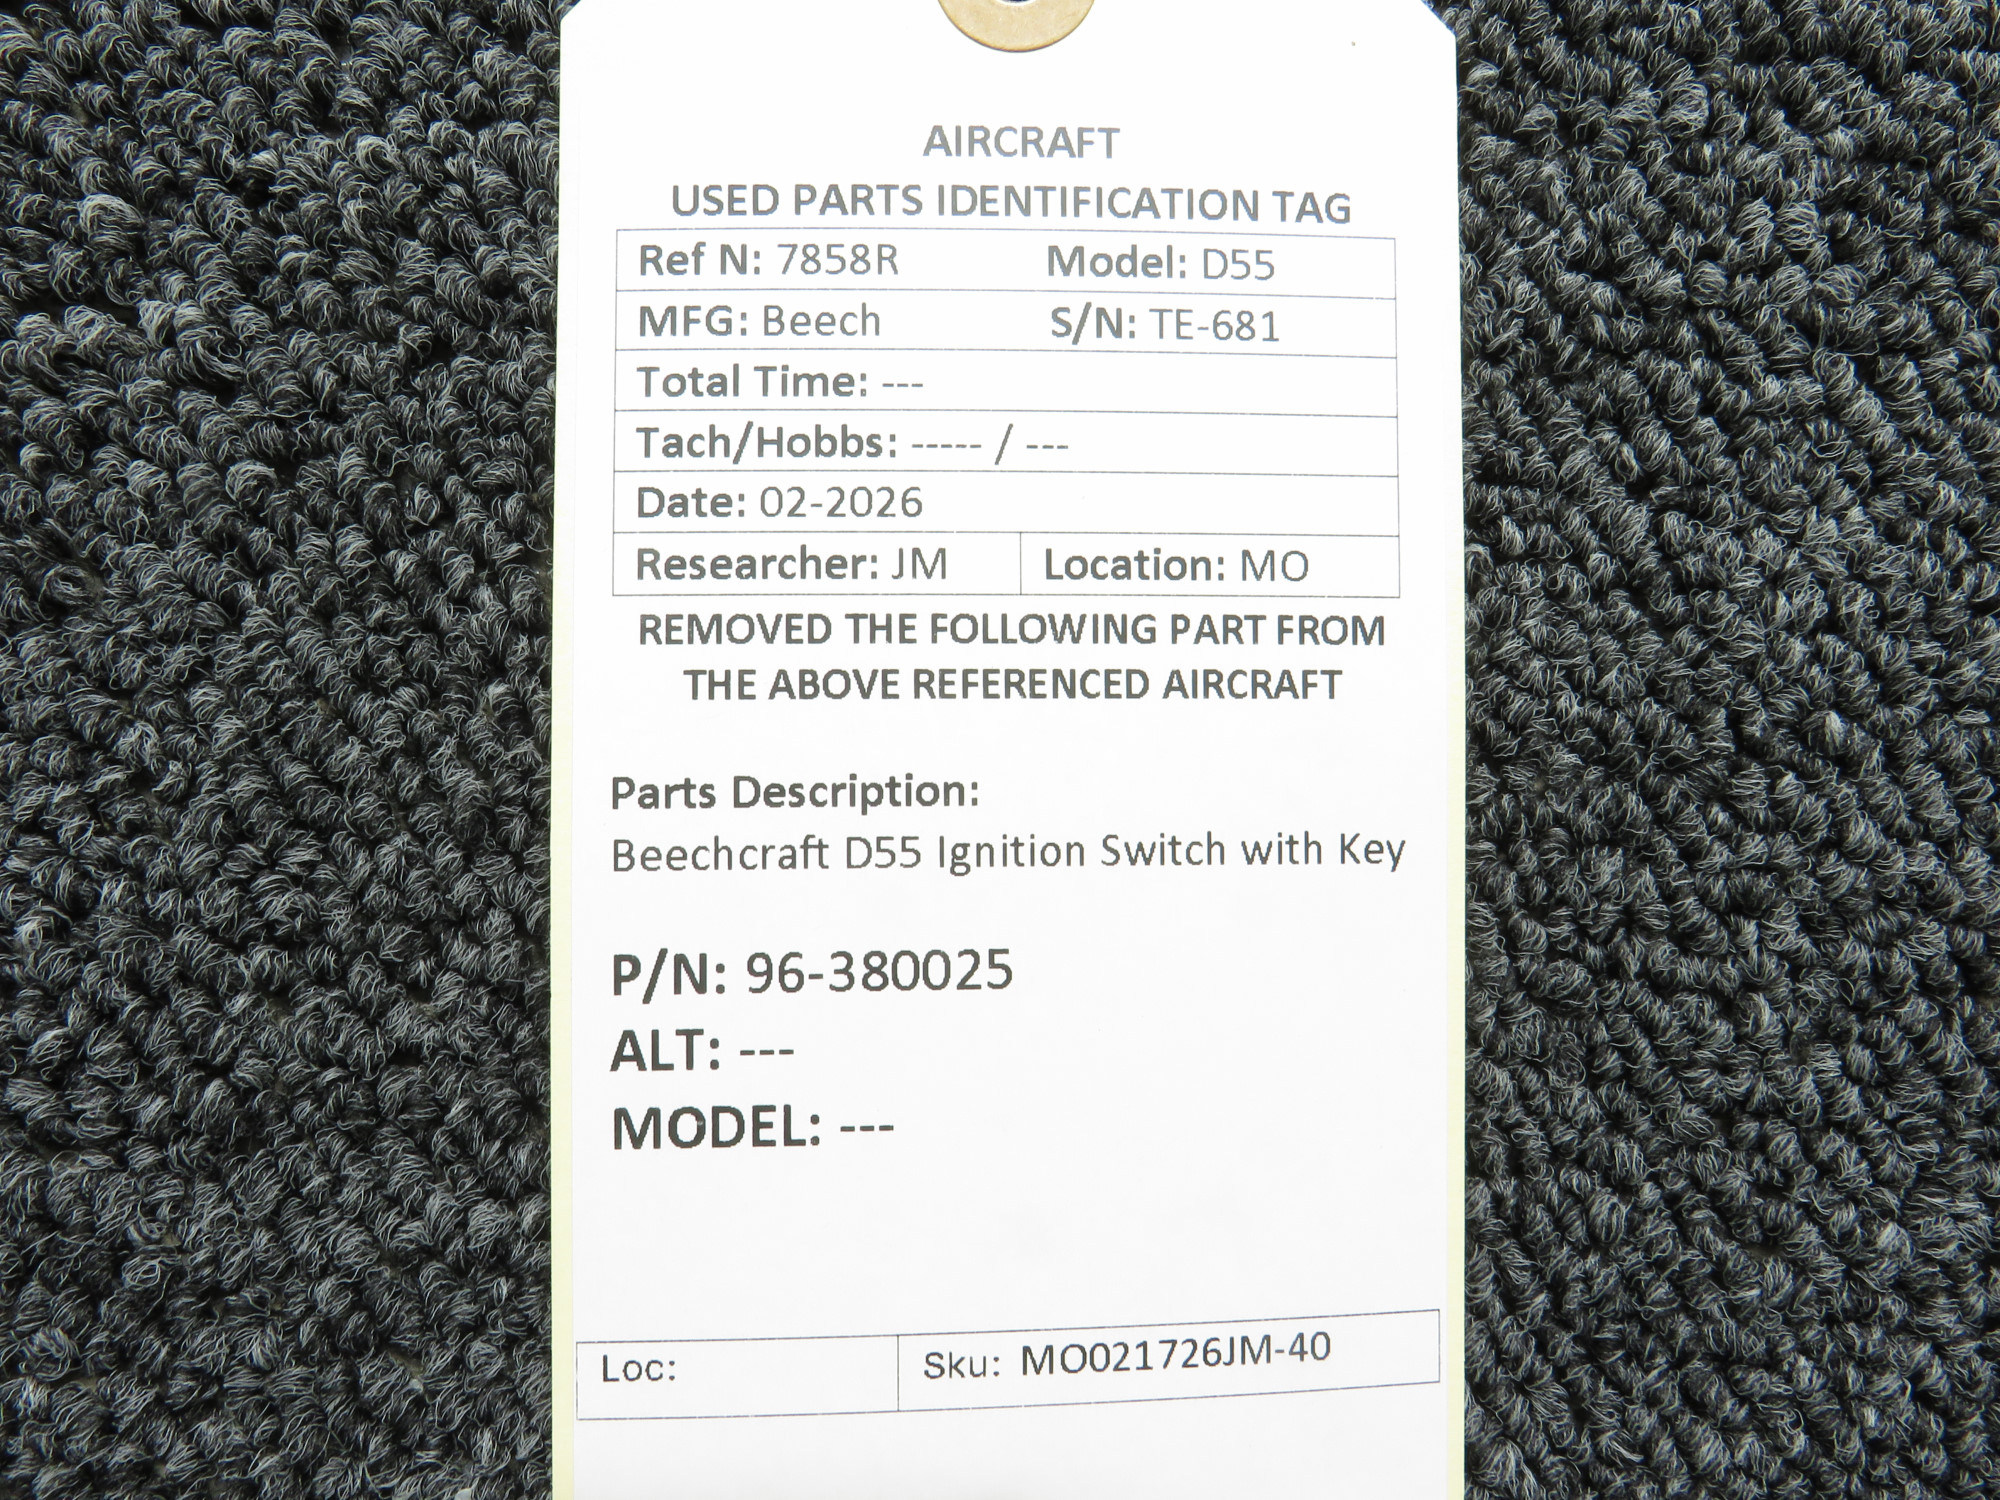 AIRCRAFT
USED PARTS IDENTIFICATION TAG
Ref N: 7858R Model: D55
MFG: Beech S/N: TE-681
Total Time: ---
Tach/Hobbs: ----- / ---
Date: 02-2026
Researcher: JM Location: MO
REMOVED THE FOLLOWING PART FROM
THE ABOVE REFERENCED AIRCRAFT
Parts Description:
Beechcraft D55 Ignition Switch with Key
P/N: 96-380025
ALT: ---
MODEL: ---
Loc: Sku: MO021726JM-40